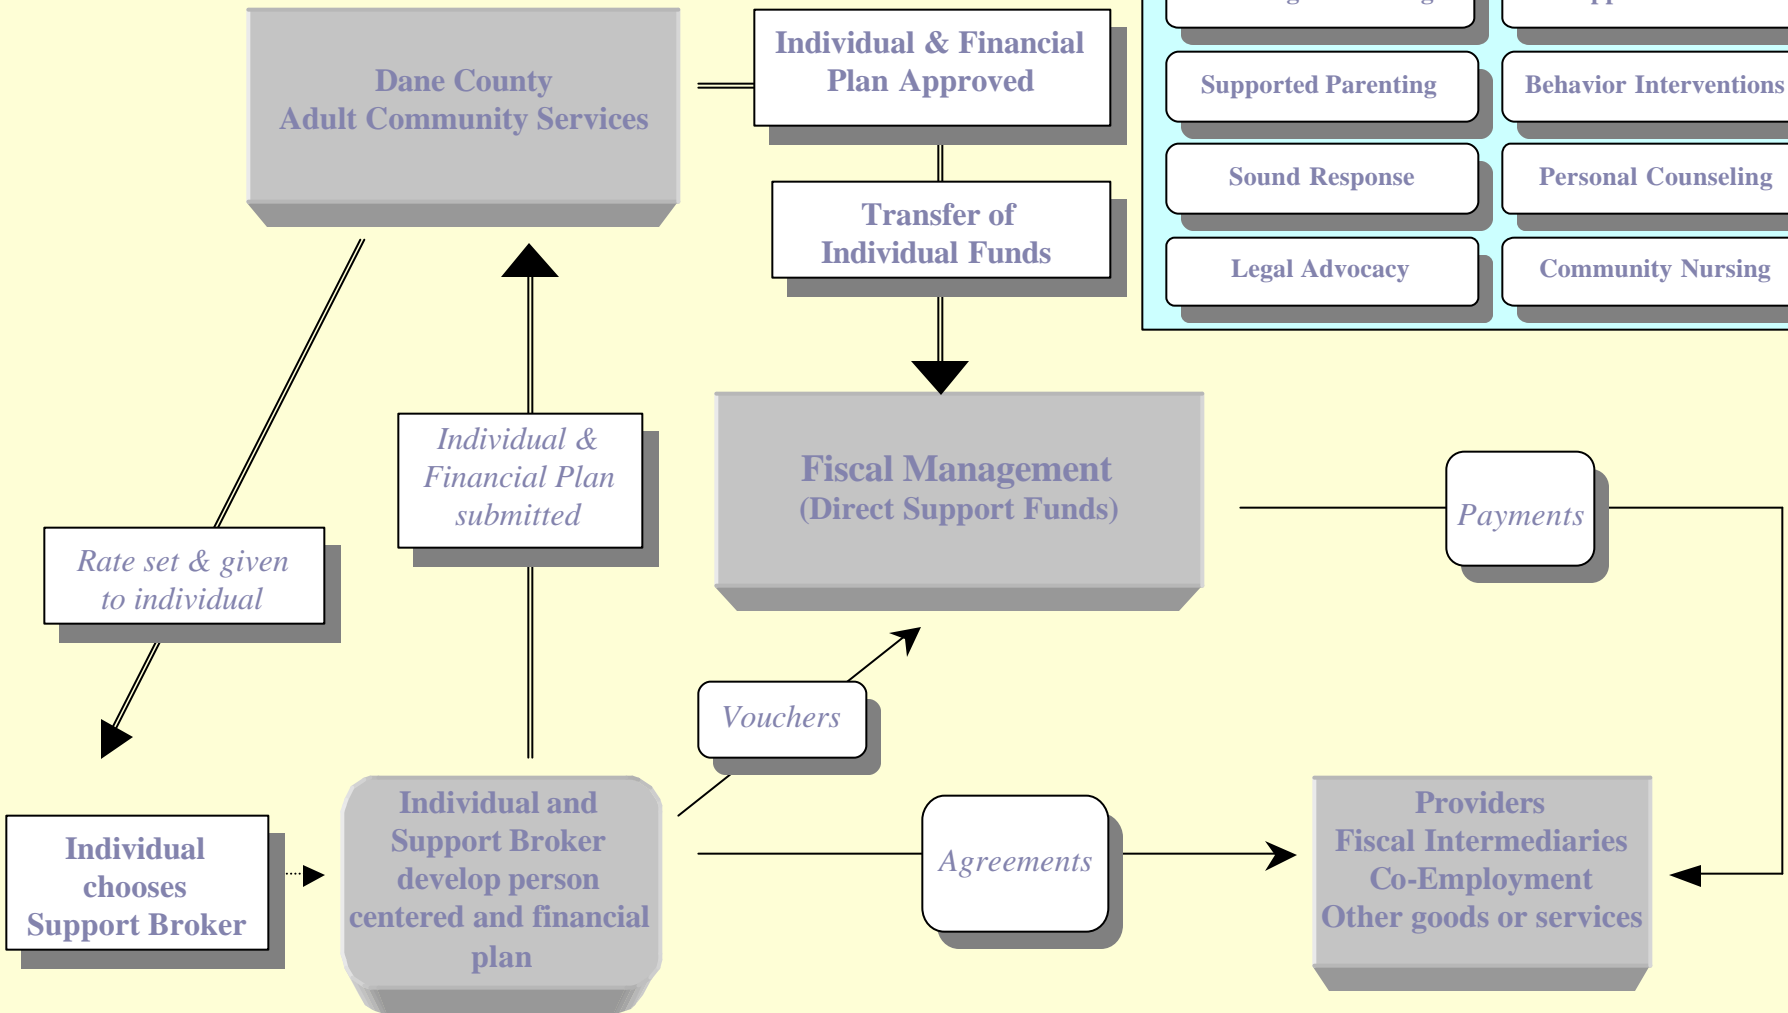 Dane County
Adult Community Services
Individual & Financial
Plan Approved
Supported Parenting
Behavior Interventions
Sound Response
Personal Counseling
Legal Advocacy
Community Nursing
Transfer of
Individual Funds
Individual &
Financial Plan
submitted
Fiscal Management
(Direct Support Funds)
Payments
Rate set & given
to individual
Vouchers
Individual
chooses
Support Broker
Individual and
Support Broker
develop person
centered and financial
plan
Agreements
Providers
Fiscal Intermediaries
Co-Employment
Other goods or services